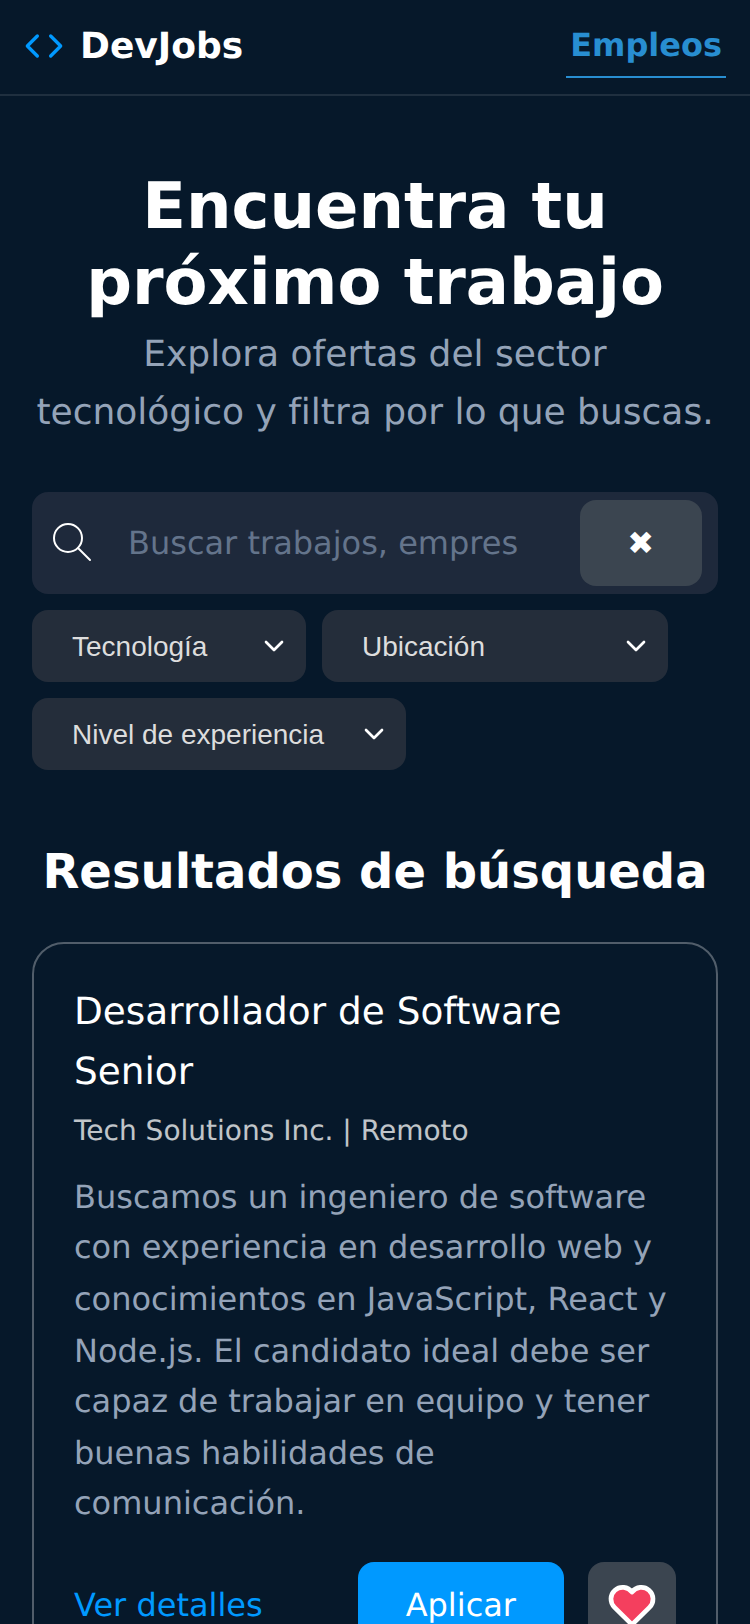 DevJobs
Empleos
Encuentra tu
próximo trabajo
Explora ofertas del sector
tecnológico y filtra por lo que buscas.
Buscar trabajos, empres
Tecnología
Ubicación
Nivel de experiencia
Resultados de búsqueda
Desarrollador de Software
Senior
Tech Solutions Inc. | Remoto
Buscamos un ingeniero de software
con experiencia en desarrollo web y
conocimientos en JavaScript, React y
Node.js. El candidato ideal debe ser
capaz de trabajar en equipo y tener
buenas habilidades de
comunicación.
Ver detalles
Aplicar